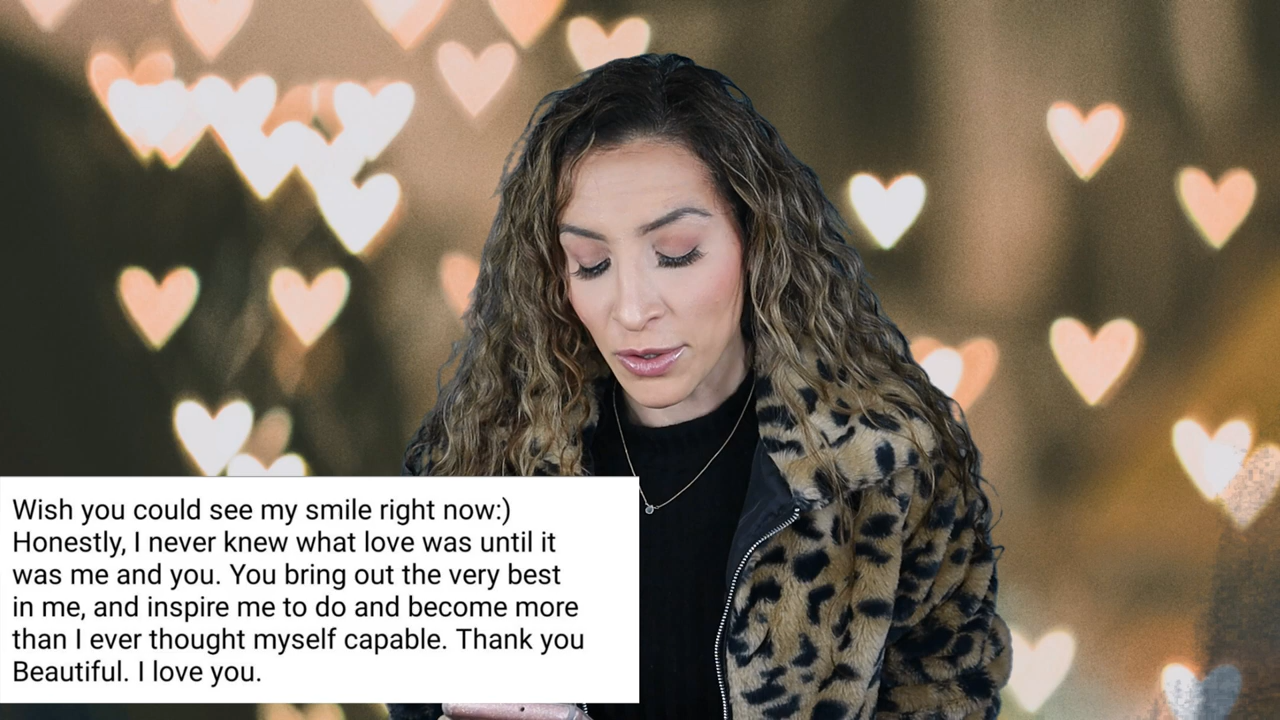 Wish you could see my smile right now:)
Honestly, I never knew what love was until it
was me and you. You bring out the very best
in me, and inspire me to do and become more
than I ever thought myself capable. Thank you
Beautiful. I love you.